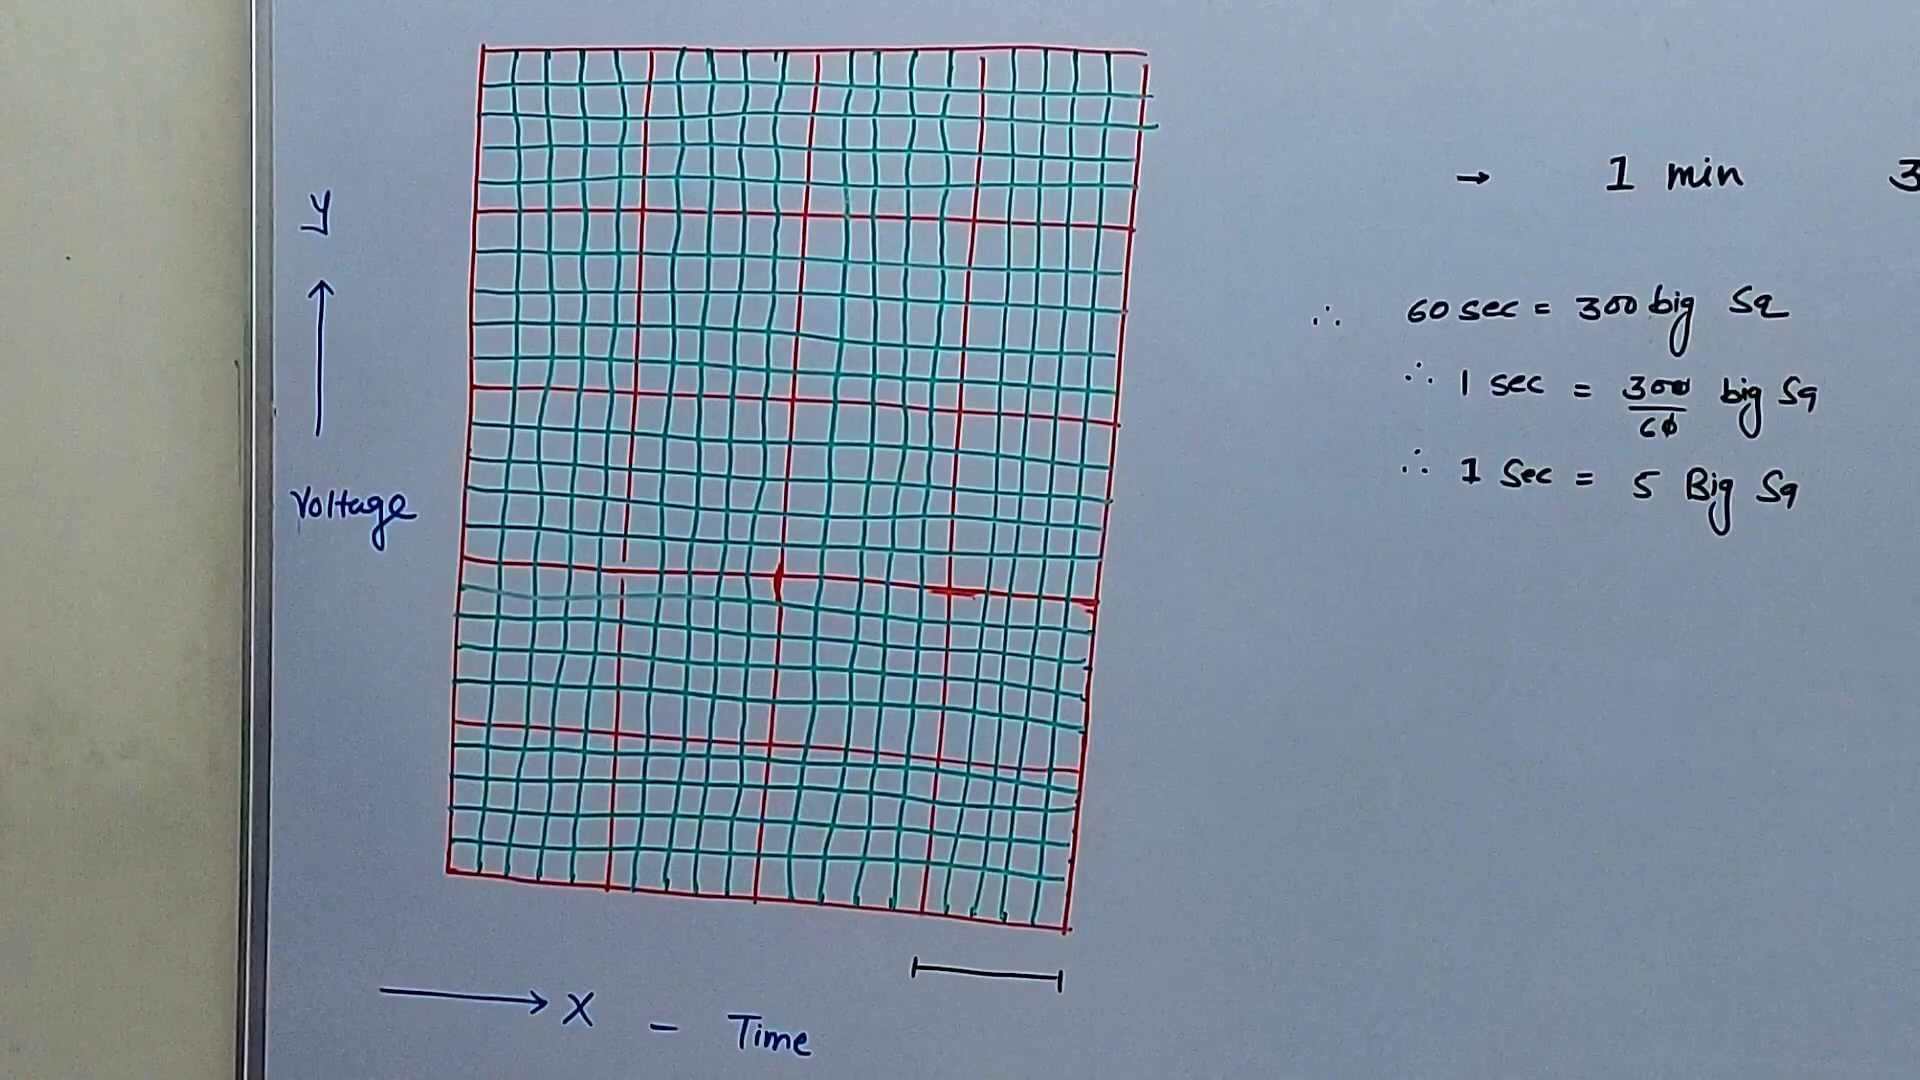 y
Voltage
X - Time
→ 1 min 3
∴ 60 sec = 300 big Sq
∴ 1 sec = 300/60 big Sq
∴ 1 Sec = 5 Big Sq